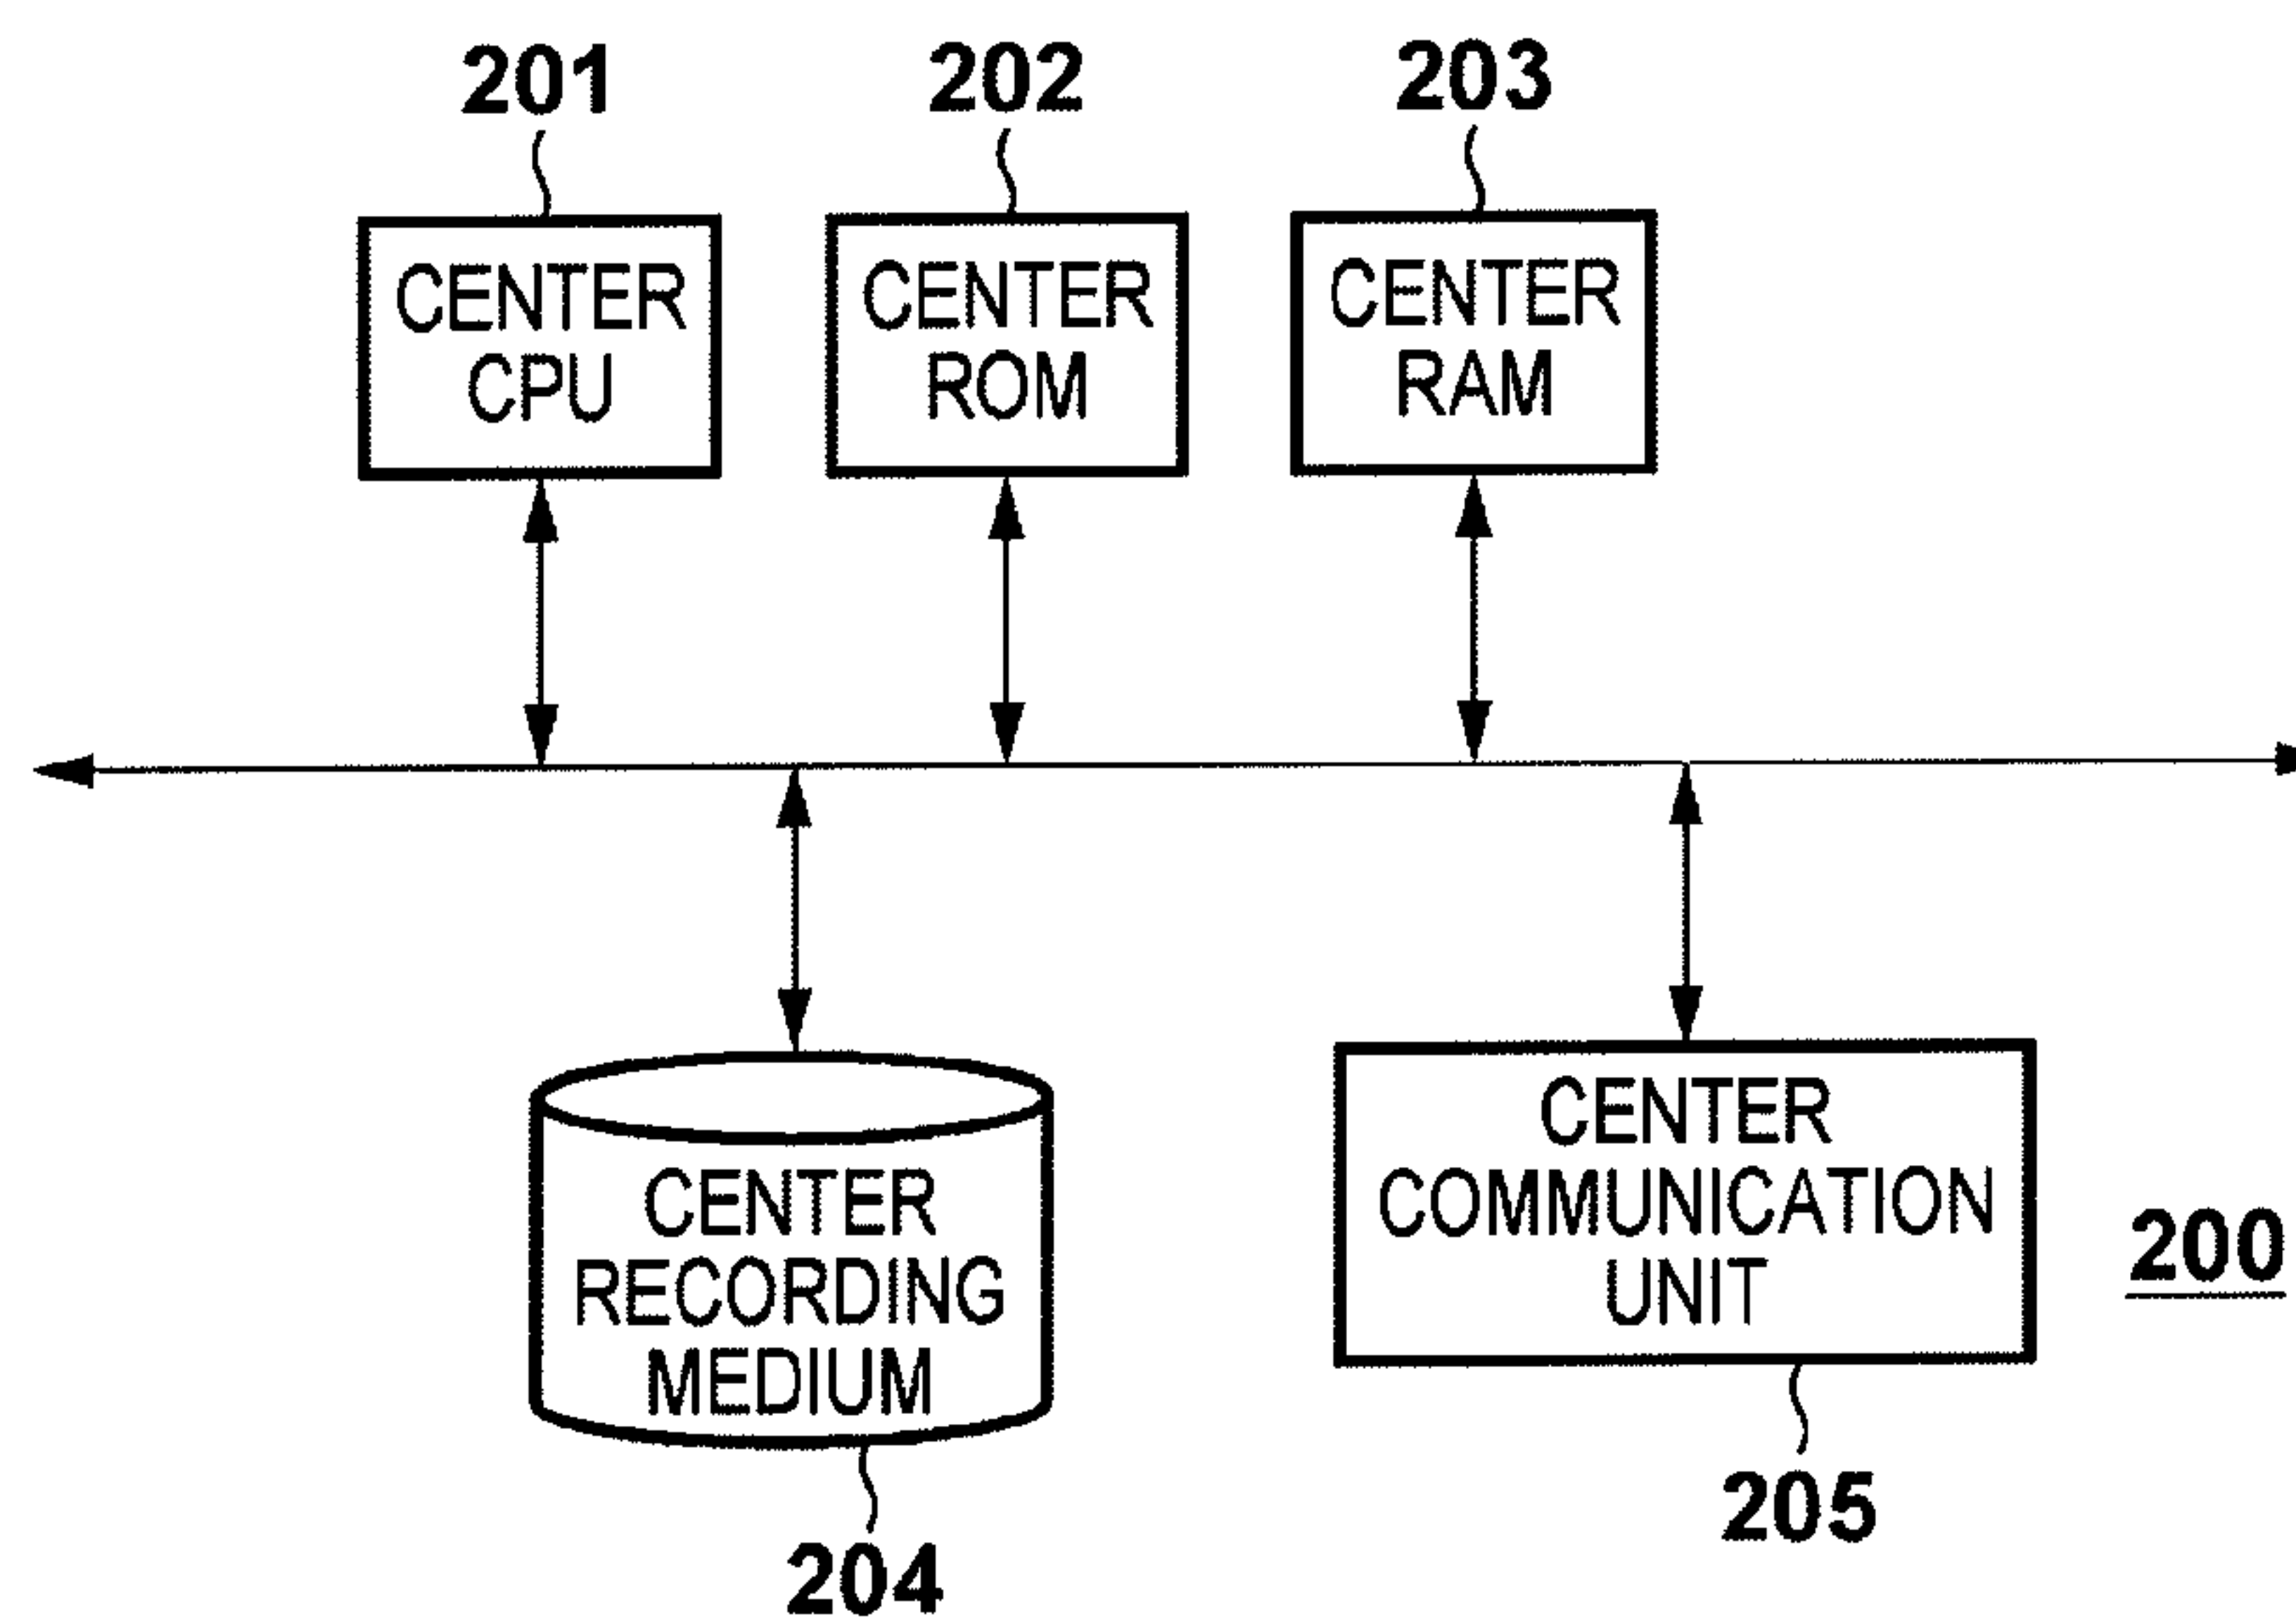 201
202
203
CENTER
CPU
CENTER
ROM
CENTER
RAM
CENTER
RECORDING
MEDIUM
CENTER
COMMUNICATION
UNIT
200
205
204